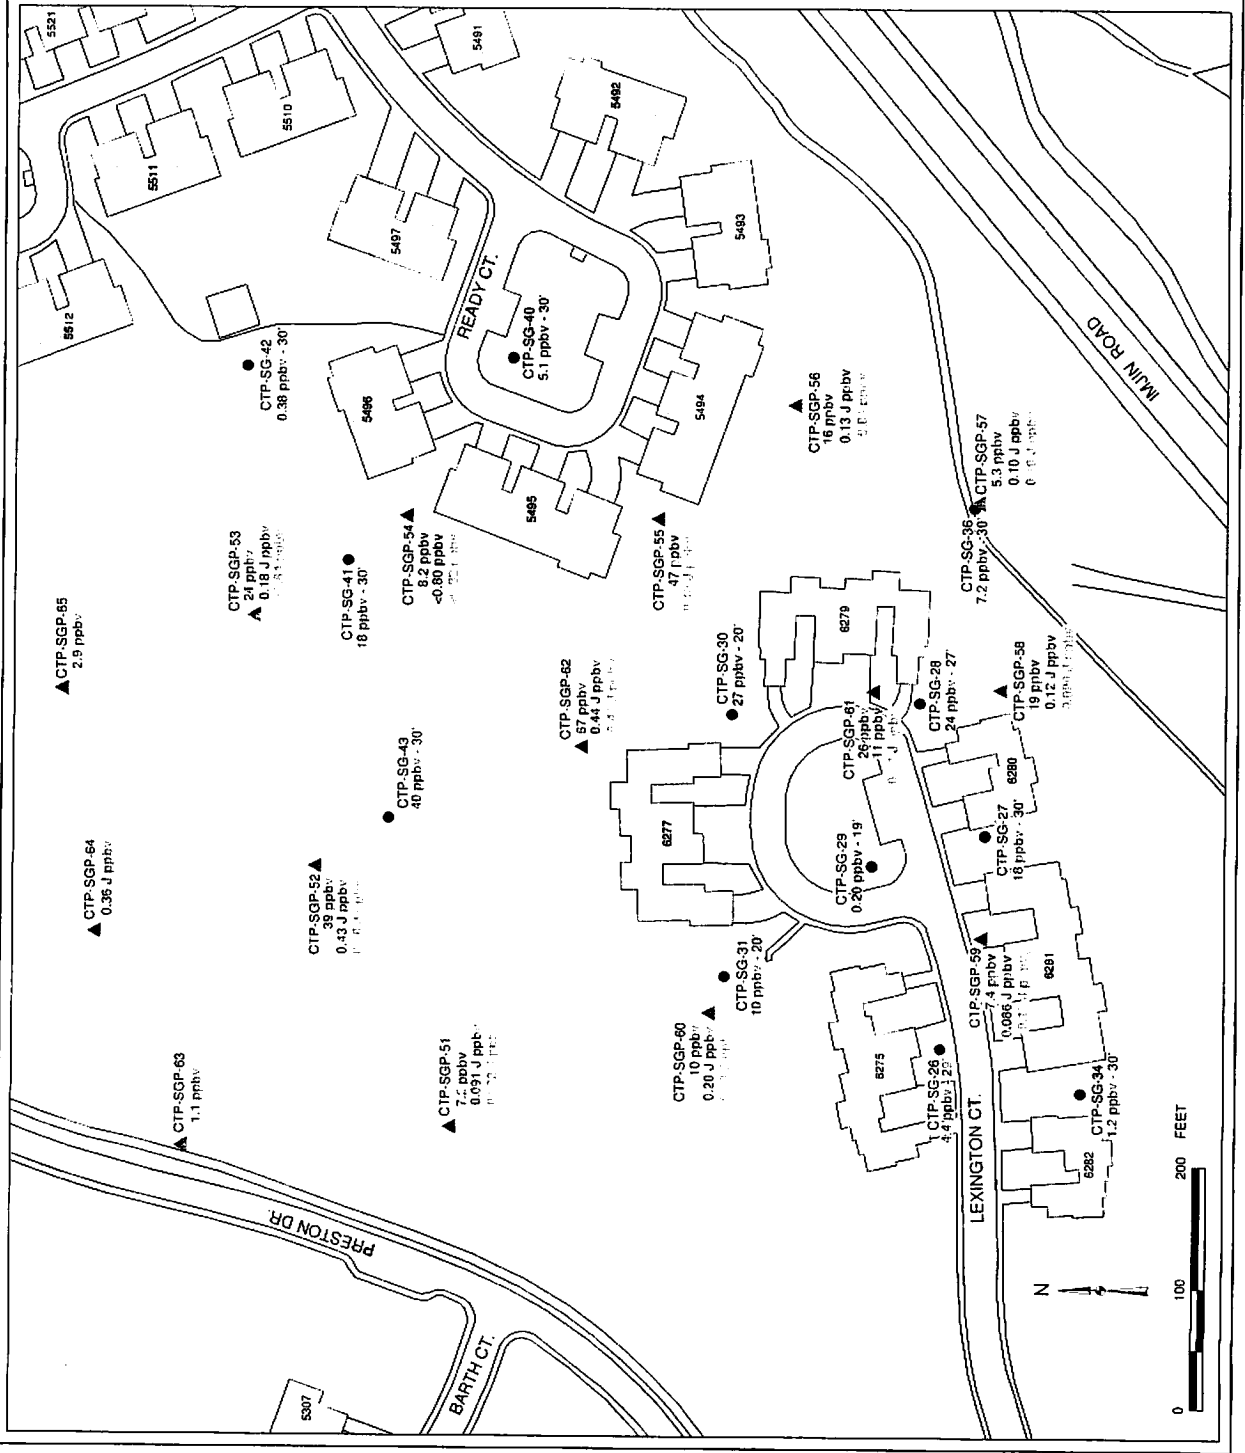 5521
5491
5492
5510
5511
5497
5493
5512
READY CT.
CTP-SG-40
5.1 ppbv - 30'
CTP-SG-42
0.38 ppbv - 30'
5496
5494
5495
IMJIN ROAD
CTP-SGP-56
16 ppbv
0.13 J ppbv
CTP-SGP-57
5.3 ppbv
0.10 J ppbv
CTP-SG-36
7.2 ppbv - 30'
CTP-SGP-65
2.9 ppbv
CTP-SGP-53
24 ppbv
0.18 J ppbv
CTP-SG-41
18 ppbv - 30'
CTP-SGP-54
8.2 ppbv
<0.80 ppbv
CTP-SGP-55
47 ppbv
CTP-SGP-62
67 ppbv
0.44 J ppbv
CTP-SG-30
27 ppbv - 20'
6279
CTP-SG-28
24 ppbv - 27'
CTP-SGP-58
19 ppbv
0.12 J ppbv
CTP-SGP-61
26 ppbv
11 ppbv
CTP-SG-43
40 ppbv - 30'
6277
6280
CTP-SG-27
18 ppbv - 30'
CTP-SG-29
0.20 ppbv - 19'
CTP-SGP-64
0.36 J ppbv
CTP-SGP-52
39 ppbv
0.43 J ppbv
CTP-SG-31
10 ppbv - 20'
CTP-SGP-59
7.4 ppbv
0.086 J ppbv
6281
CTP-SGP-60
10 ppbv
0.20 J ppbv
6275
CTP-SG-26
4.4 ppbv - 29'
CTP-SGP-63
1.1 ppbv
CTP-SGP-51
ppbv
0.091 J ppbv
CTP-SG-34
1.2 ppbv - 30'
6282
LEXINGTON CT.
PRESTON DR.
BARTH CT.
5307
N
0 100 200 FEET